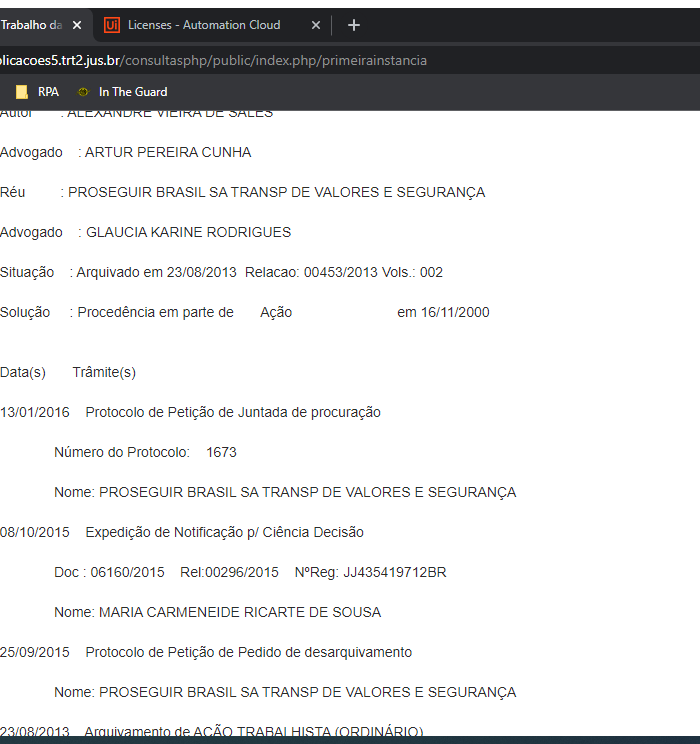 Trabalho da
Licenses - Automation Cloud
licacoes5.trt2.jus.br/consultasphp/public/index.php/primeirainstancia
RPA
In The Guard
Autor : ALEXANDRE VIEIRA DE SALES
Advogado : ARTUR PEREIRA CUNHA
Réu : PROSEGUIR BRASIL SA TRANSP DE VALORES E SEGURANÇA
Advogado : GLAUCIA KARINE RODRIGUES
Situação : Arquivado em 23/08/2013 Relacao: 00453/2013 Vols.: 002
Solução : Procedência em parte de Ação em 16/11/2000
Data(s) Trâmite(s)
13/01/2016 Protocolo de Petição de Juntada de procuração
Número do Protocolo: 1673
Nome: PROSEGUIR BRASIL SA TRANSP DE VALORES E SEGURANÇA
08/10/2015 Expedição de Notificação p/ Ciência Decisão
Doc : 06160/2015 Rel:00296/2015 NºReg: JJ435419712BR
Nome: MARIA CARMENEIDE RICARTE DE SOUSA
25/09/2015 Protocolo de Petição de Pedido de desarquivamento
Nome: PROSEGUIR BRASIL SA TRANSP DE VALORES E SEGURANÇA
23/08/2013 Arquivamento de AÇÃO TRABALHISTA (ORDINÁRIO)